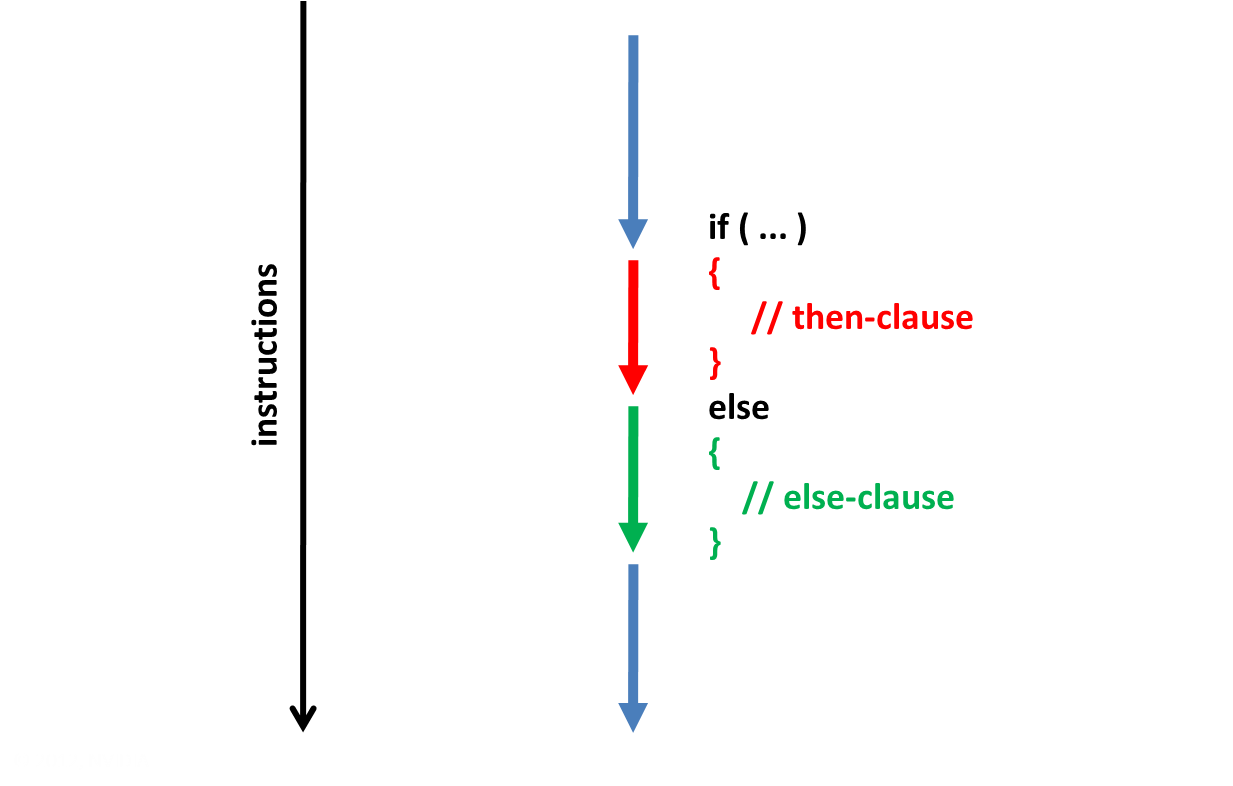 instructions
if ( ... )
{
// then-clause
}
else
{
// else-clause
}